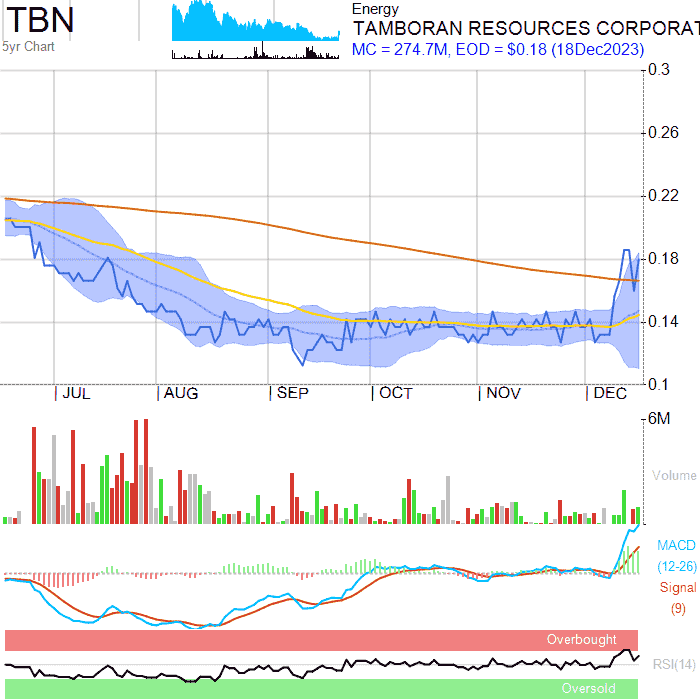 TBN
5yr Chart
Energy
TAMBORAN RESOURCES CORPORAT
MC = 274.7M, EOD = $0.18 (18Dec2023)
0.3
0.26
0.22
0.18
0.14
0.1
JUL AUG SEP OCT NOV DEC
6M
Volume
MACD
(12-26)
Signal
(9)
Overbought
RSI(14)
Oversold